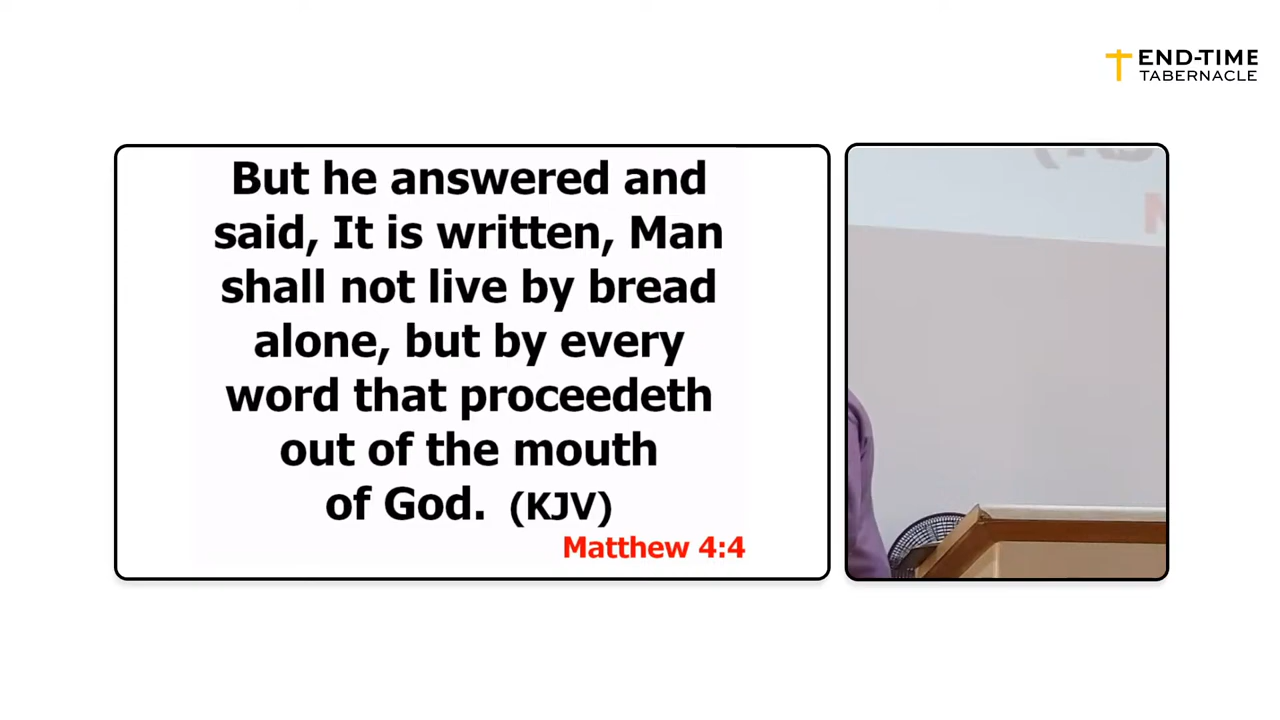 END-TIME
TABERNACLE
But he answered and
said, It is written, Man
shall not live by bread
alone, but by every
word that proceedeth
out of the mouth
of God. (KJV)
Matthew 4:4